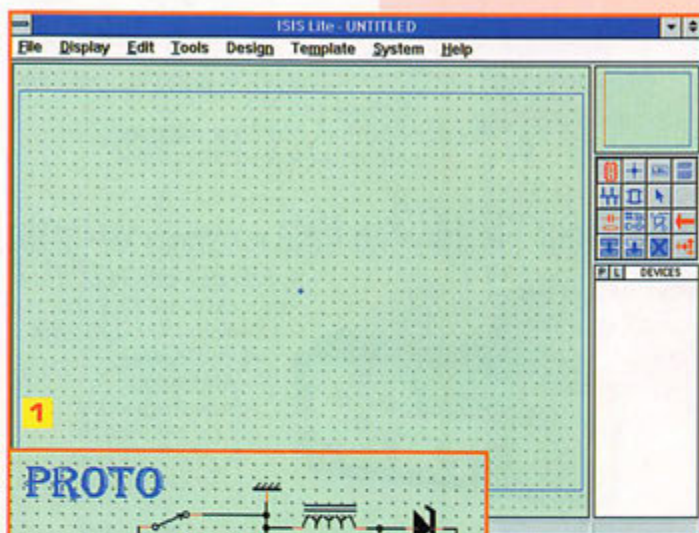 ISIS Lite - UNTITLED
File Display Edit Tools Design Template System Help
P L DEVICES
1
PROTO